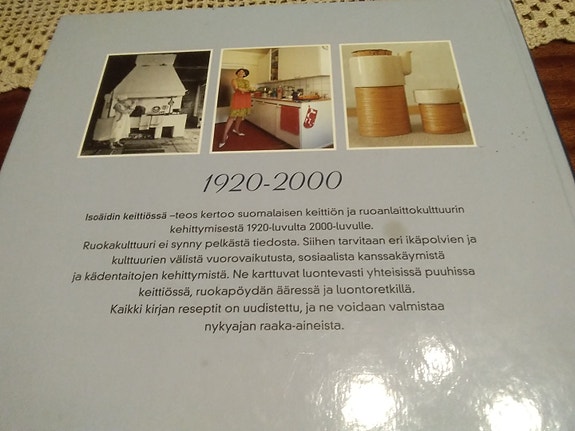 1920-2000
Isoäidin keittiössä –teos kertoo suomalaisen keittiön ja ruoanlaittokulttuurin
kehittymisestä 1920-luvulta 2000-luvulle.
Ruokakulttuuri ei synny pelkästä tiedosta. Siihen tarvitaan eri ikäpolvien ja
kulttuurien välistä vuorovaikutusta, sosiaalista kanssakäymistä
ja kädentaitojen kehittymistä. Ne karttuvat luontevasti yhteisissä puuhissa
keittiössä, ruokapöydän ääressä ja luontoretkillä.
Kaikki kirjan reseptit on uudistettu, ja ne voidaan valmistaa
nykyajan raaka-aineista.